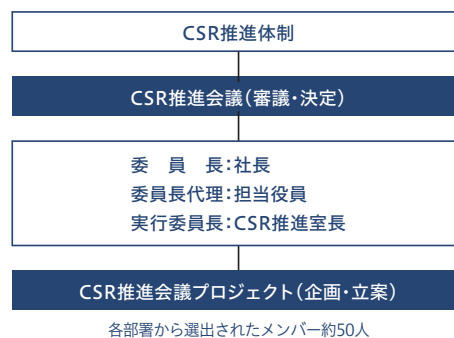 CSR推進体制
CSR推進会議（審議・決定）
委　員　長：社長
委員長代理：担当役員
実行委員長：CSR推進室長
CSR推進会議プロジェクト（企画・立案）
各部署から選出されたメンバー約50人